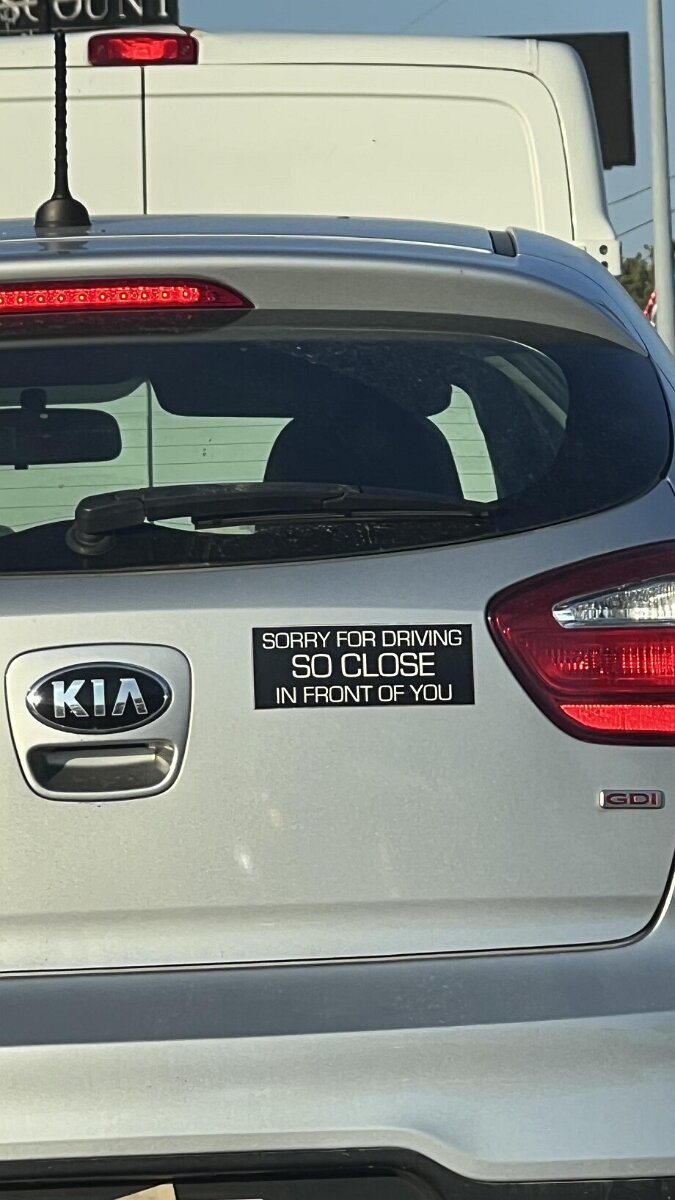 KIA
SORRY FOR DRIVING
SO CLOSE
IN FRONT OF YOU
GDI